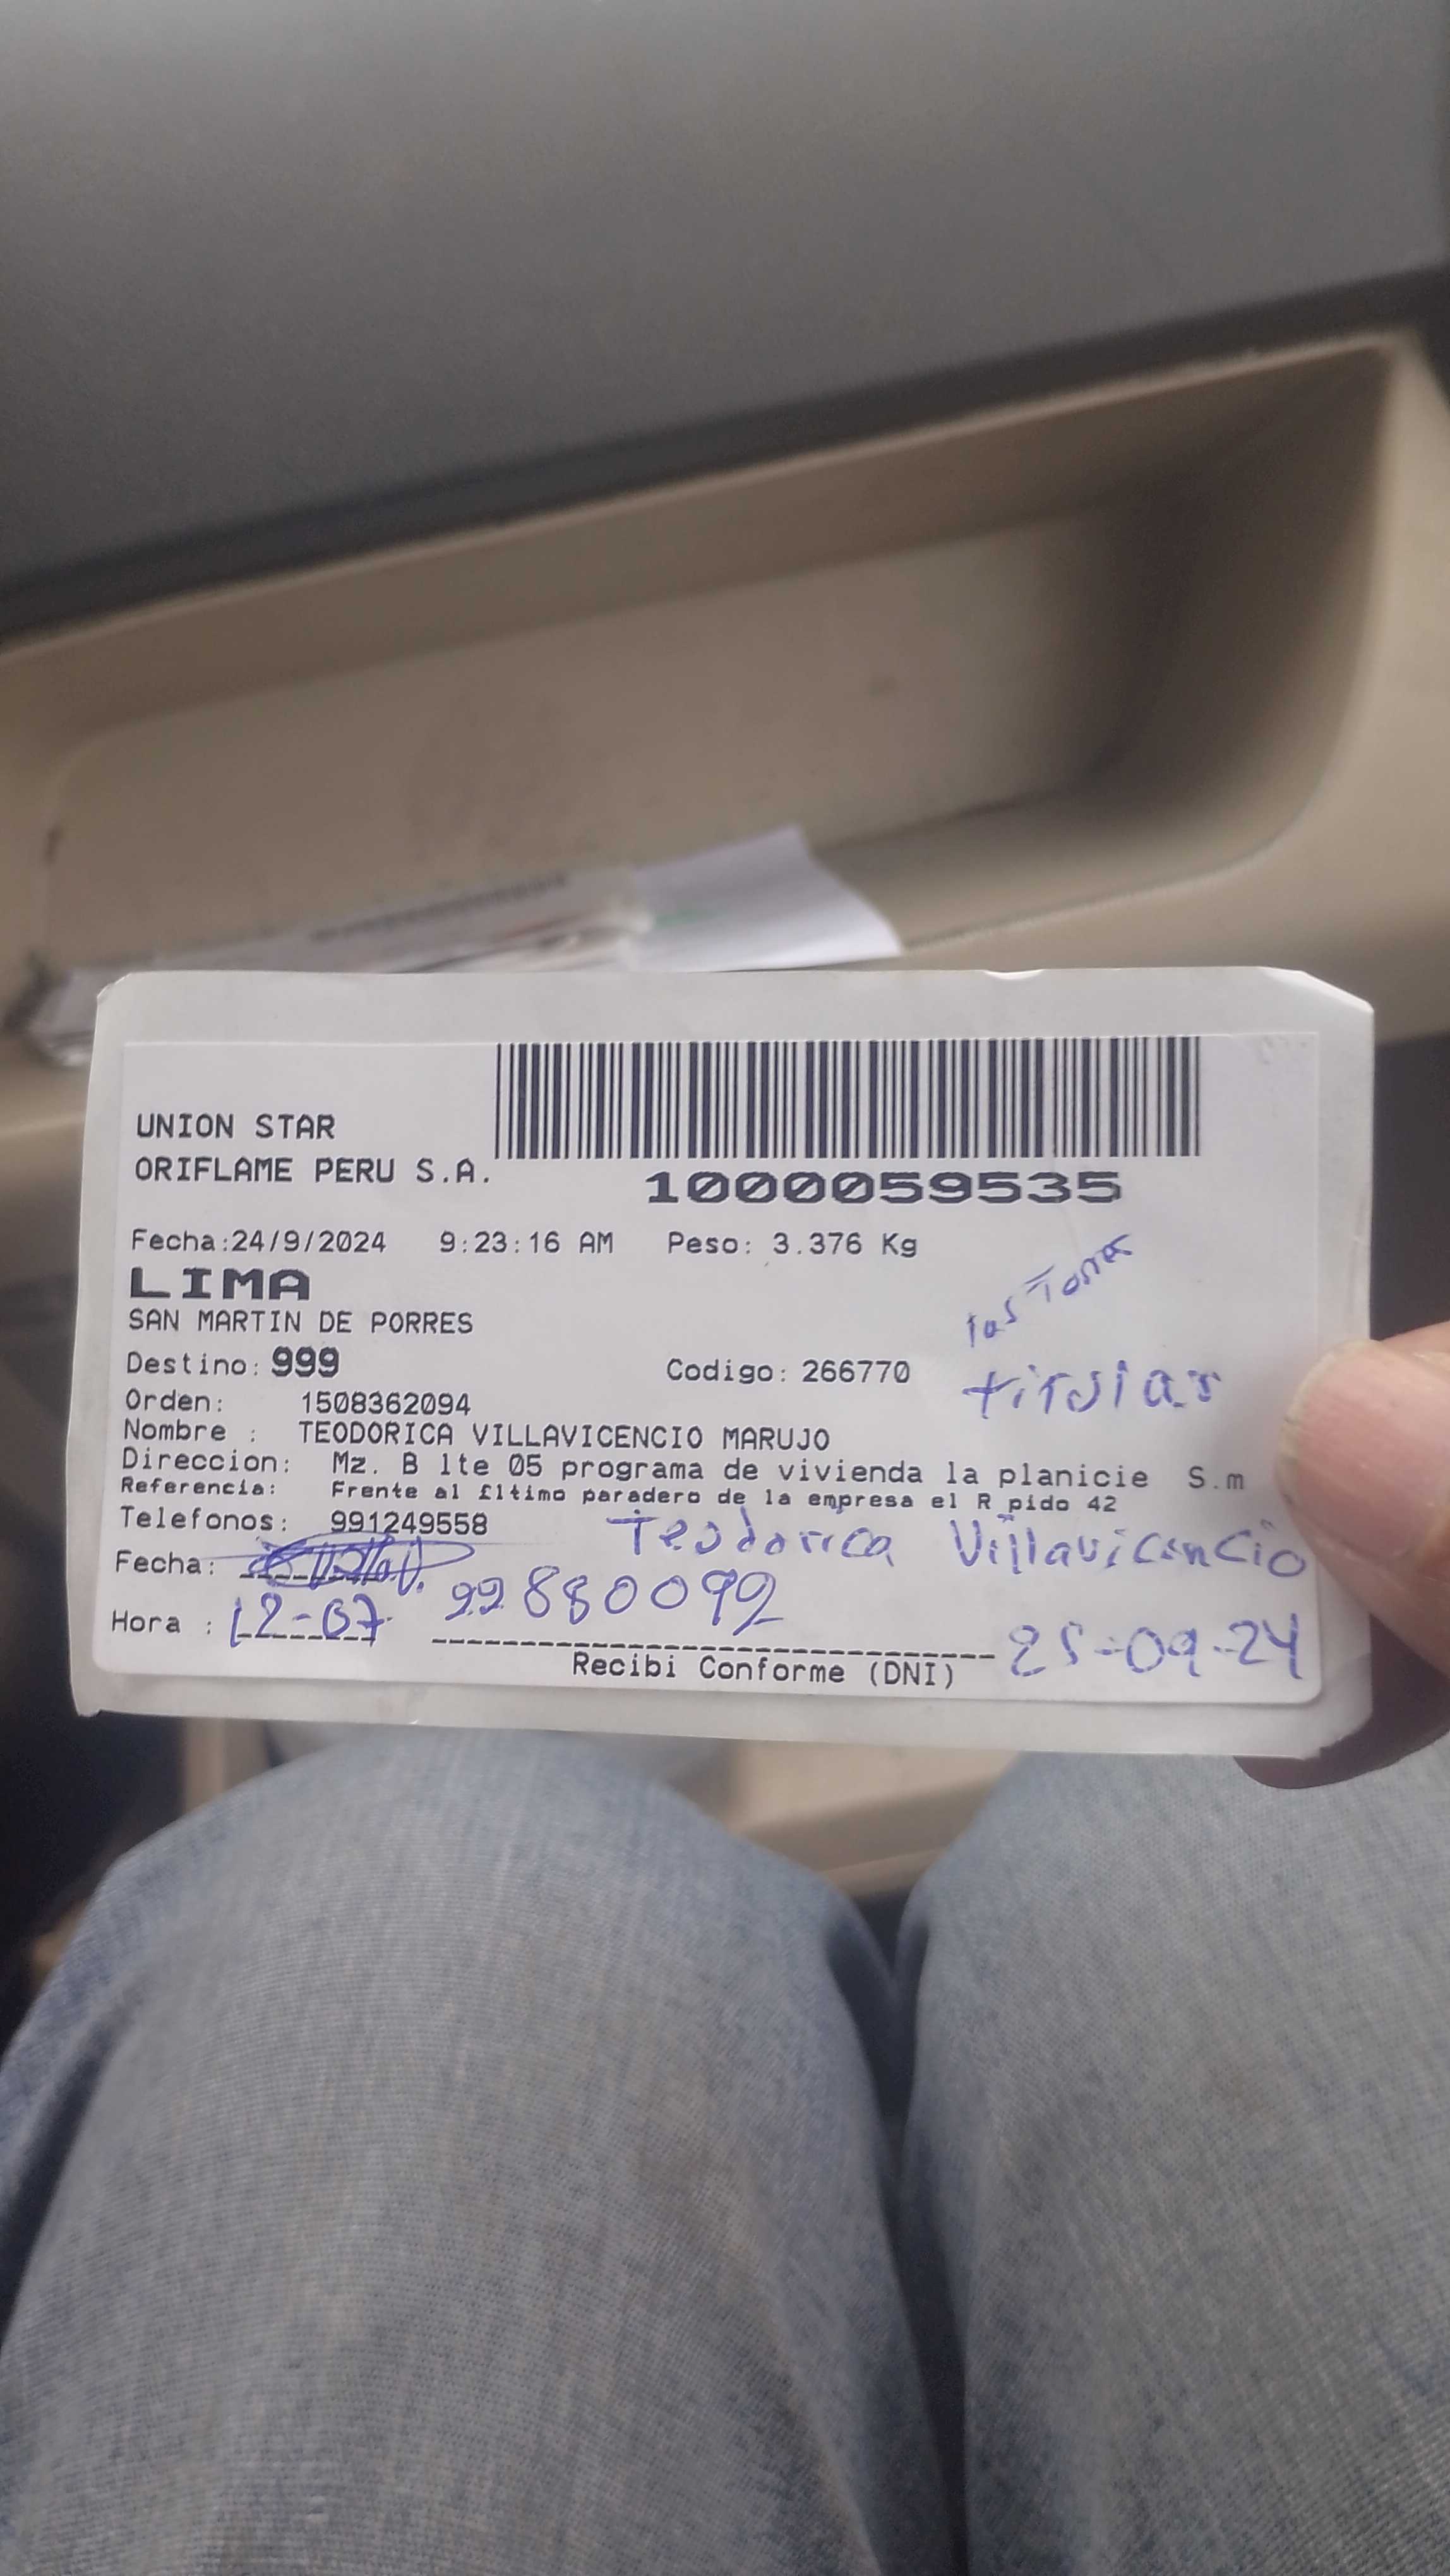 UNION STAR
ORIFLAME PERU S.A.
1000059535
Fecha:24/9/2024 9:23:16 AM Peso: 3.376 Kg
LIMA
SAN MARTIN DE PORRES
Destino: 999 Codigo: 266770
titular
Orden: 1508362094
Nombre : TEODORICA VILLAVICENCIO MARUJO
Direccion: Mz. B lte 05 programa de vivienda la planicie S.m
Referencia: Frente al £ltimo paradero de la empresa el R pido 42
Telefonos: 991249558
Teodorica Villavicencio
Fecha:
Hora : 12-07
Recibi Conforme (DNI)
25-09-24